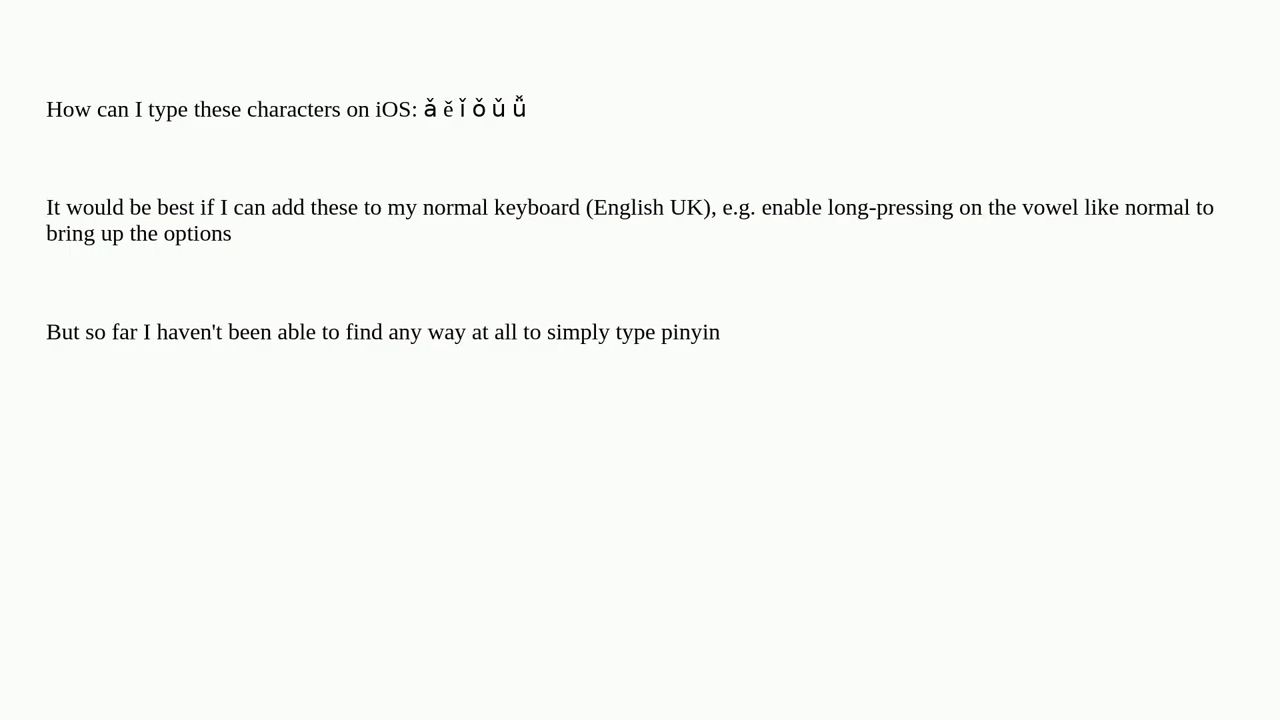 How can I type these characters on iOS: ǎ ě ǐ ǒ ǔ ǚ
It would be best if I can add these to my normal keyboard (English UK), e.g. enable long-pressing on the vowel like normal to
bring up the options
But so far I haven't been able to find any way at all to simply type pinyin